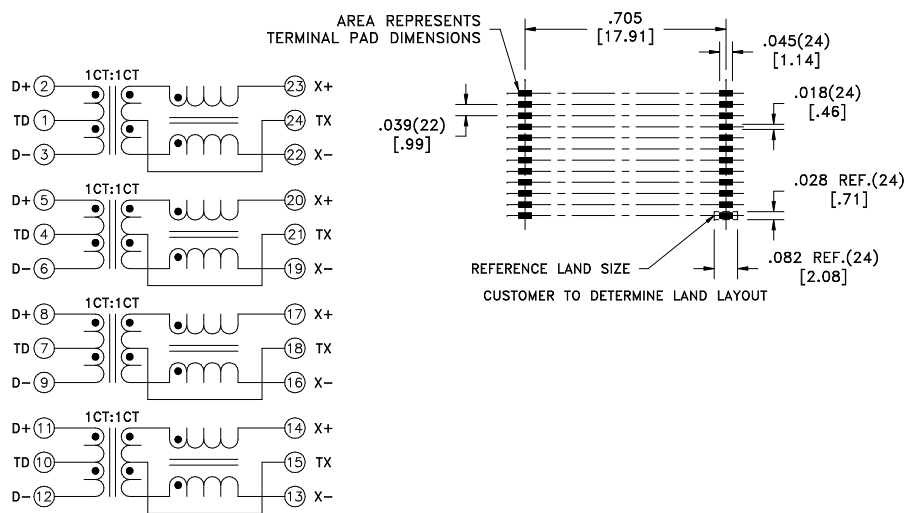 1CT:1CT
D+ 2 23 X+
TD 1 24 TX
D- 3 22 X-
1CT:1CT
D+ 5 20 X+
TD 4 21 TX
D- 6 19 X-
1CT:1CT
D+ 8 17 X+
TD 7 18 TX
D- 9 16 X-
1CT:1CT
D+ 11 14 X+
TD 10 15 TX
D- 12 13 X-
AREA REPRESENTS
TERMINAL PAD DIMENSIONS
.705
[17.91]
.045(24)
[1.14]
.018(24)
[.46]
.039(22)
[.99]
.028 REF.(24)
[.71]
.082 REF.(24)
[2.08]
REFERENCE LAND SIZE
CUSTOMER TO DETERMINE LAND LAYOUT